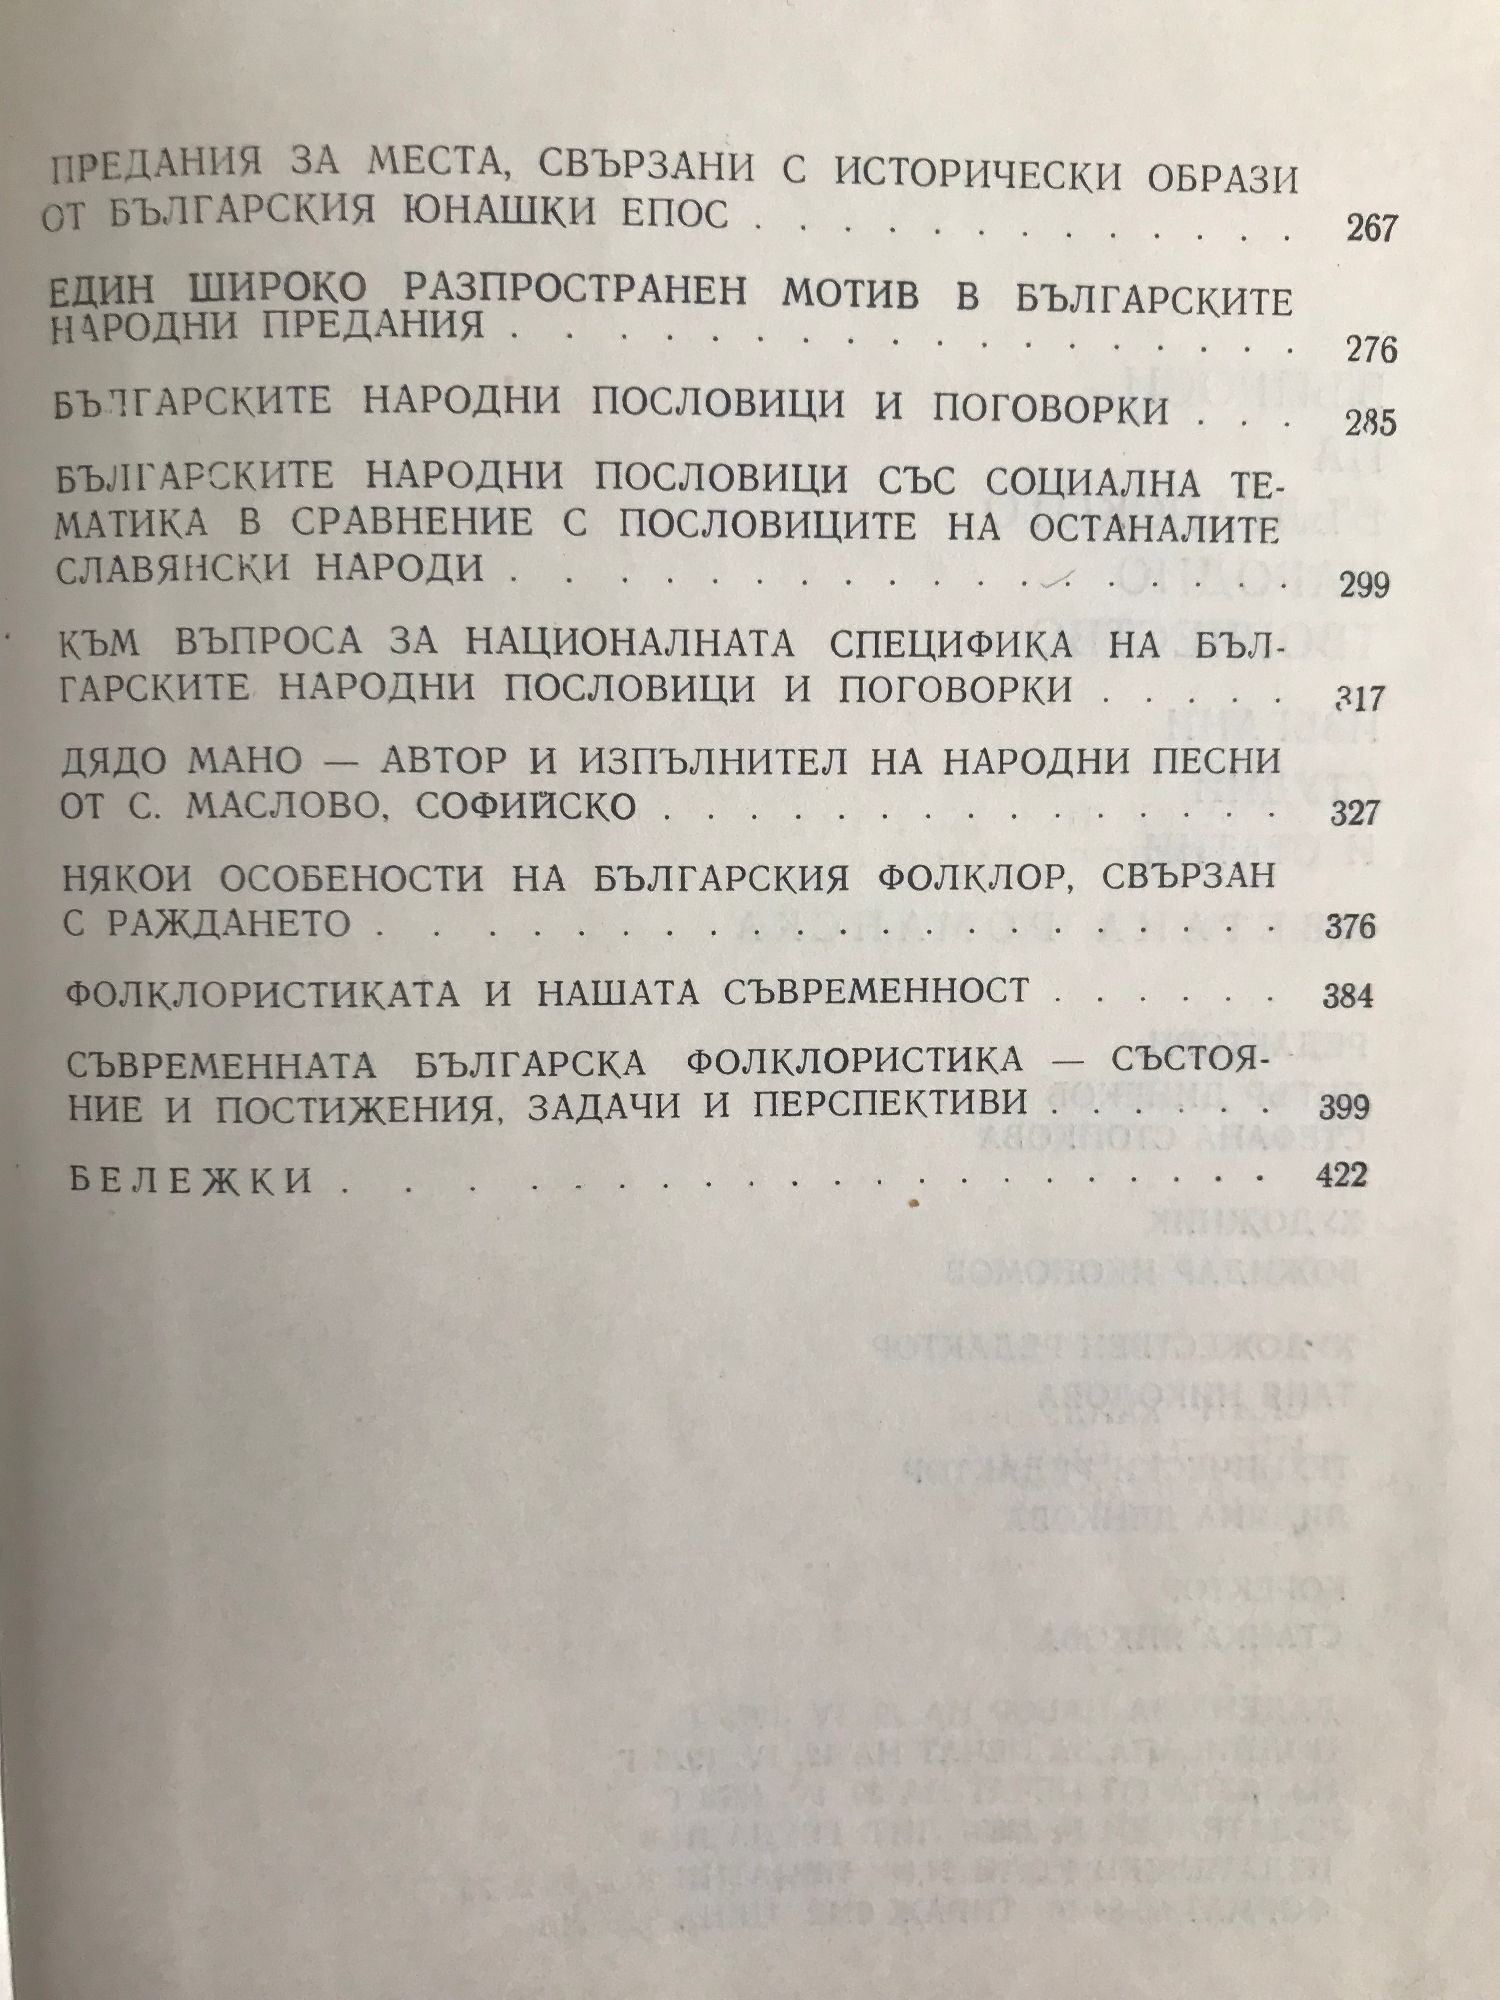 ПРЕДАНИЯ ЗА МЕСТА, СВЪРЗАНИ С ИСТОРИЧЕСКИ ОБРАЗИ
ОТ БЪЛГАРСКИЯ ЮНАШКИ ЕПОС . . . . . . . . . . . . . 267
ЕДИН ШИРОКО РАЗПРОСТРАНЕН МОТИВ В БЪЛГАРСКИТЕ
НАРОДНИ ПРЕДАНИЯ . . . . . . . . . . . . . . . . . . 276
БЪЛГАРСКИТЕ НАРОДНИ ПОСЛОВИЦИ И ПОГОВОРКИ . . . 285
БЪЛГАРСКИТЕ НАРОДНИ ПОСЛОВИЦИ СЪС СОЦИАЛНА ТЕ-
МАТИКА В СРАВНЕНИЕ С ПОСЛОВИЦИТЕ НА ОСТАНАЛИТЕ
СЛАВЯНСКИ НАРОДИ . . . . . . . . . . . . . . . . . . 299
КЪМ ВЪПРОСА ЗА НАЦИОНАЛНАТА СПЕЦИФИКА НА БЪЛ-
ГАРСКИТЕ НАРОДНИ ПОСЛОВИЦИ И ПОГОВОРКИ . . . . . 317
ДЯДО МАНО — АВТОР И ИЗПЪЛНИТЕЛ НА НАРОДНИ ПЕСНИ
ОТ С. МАСЛОВО, СОФИЙСКО . . . . . . . . . . . . . . . 327
НЯКОИ ОСОБЕНОСТИ НА БЪЛГАРСКИЯ ФОЛКЛОР, СВЪРЗАН
С РАЖДАНЕТО . . . . . . . . . . . . . . . . . . . . . 376
ФОЛКЛОРИСТИКАТА И НАШАТА СЪВРЕМЕННОСТ . . . . . . 384
СЪВРЕМЕННАТА БЪЛГАРСКА ФОЛКЛОРИСТИКА — СЪСТОЯ-
НИЕ И ПОСТИЖЕНИЯ, ЗАДАЧИ И ПЕРСПЕКТИВИ . . . . . . 399
БЕЛЕЖКИ . . . . . . . . . . . . . . . . . . . . . . 422